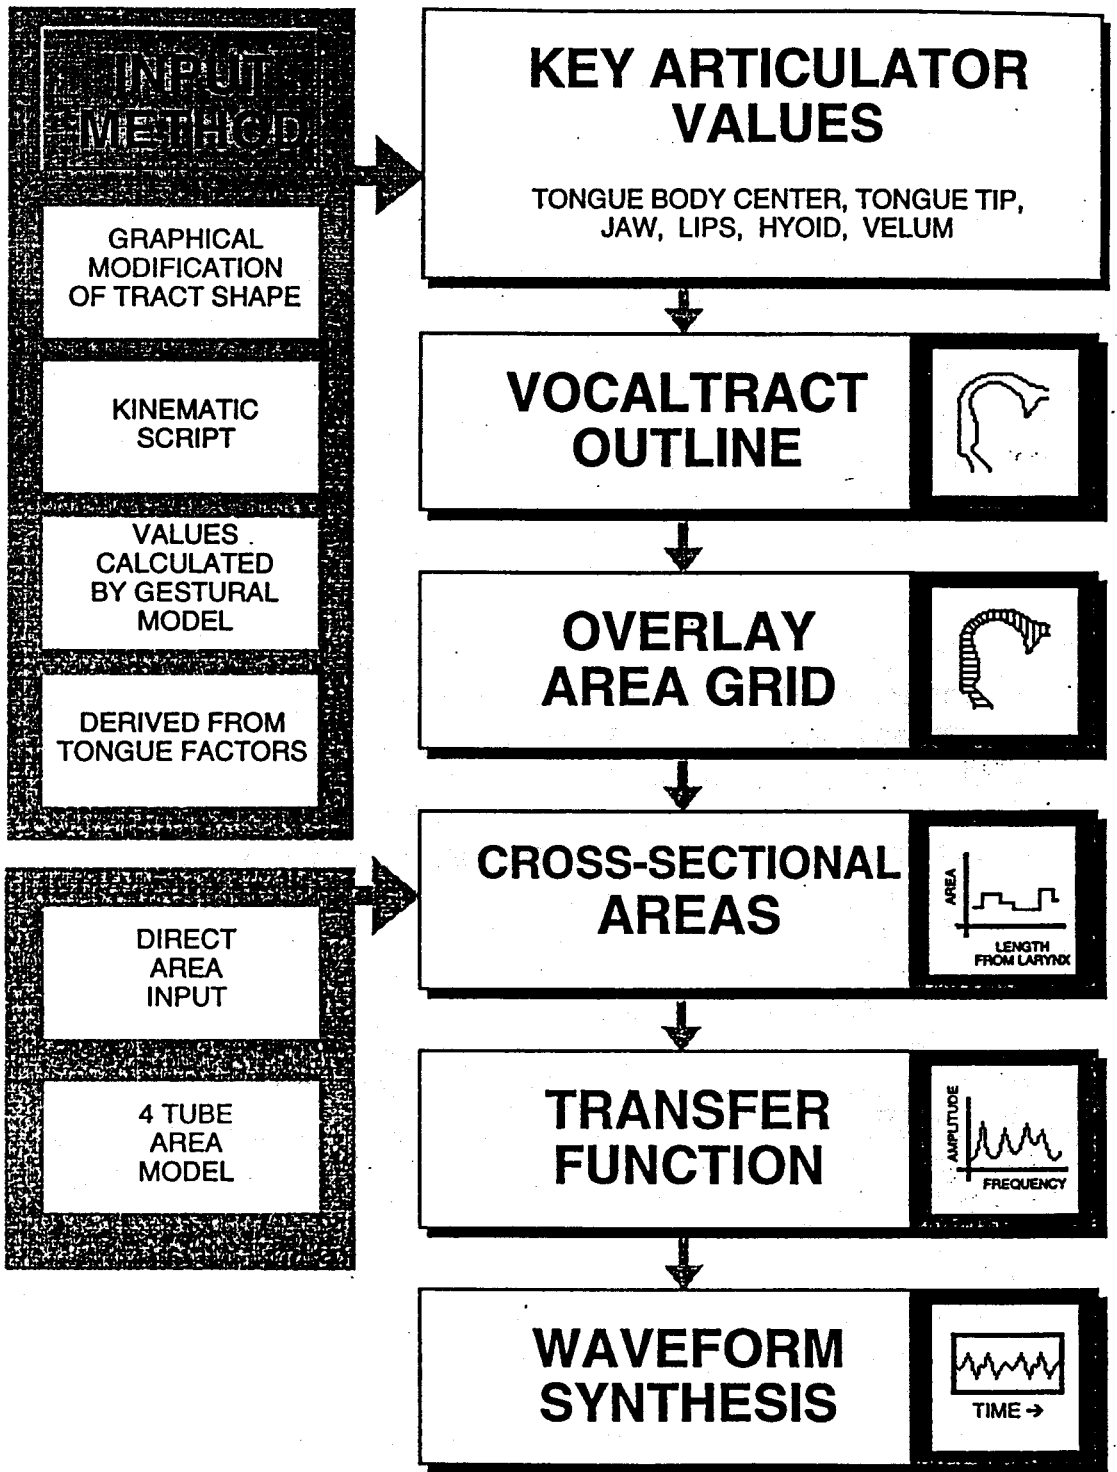 INPUT
METHOD
GRAPHICAL
MODIFICATION
OF TRACT SHAPE
KINEMATIC
SCRIPT
VALUES
CALCULATED
BY GESTURAL
MODEL
DERIVED FROM
TONGUE FACTORS
DIRECT
AREA
INPUT
4 TUBE
AREA
MODEL
KEY ARTICULATOR
VALUES
TONGUE BODY CENTER, TONGUE TIP,
JAW, LIPS, HYOID, VELUM
VOCALTRACT
OUTLINE
OVERLAY
AREA GRID
CROSS-SECTIONAL
AREAS
AREA
LENGTH
FROM LARYNX
TRANSFER
FUNCTION
AMPLITUDE
FREQUENCY
WAVEFORM
SYNTHESIS
TIME →